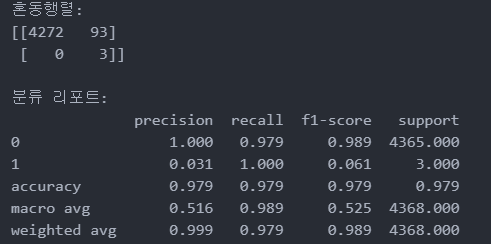 혼동행렬:
[[4272 93]
[ 0 3]]
분류 리포트:
precision recall f1-score support
0 1.000 0.979 0.989 4365.000
1 0.031 1.000 0.061 3.000
accuracy 0.979 0.979 0.979 0.979
macro avg 0.516 0.989 0.525 4368.000
weighted avg 0.999 0.979 0.989 4368.000